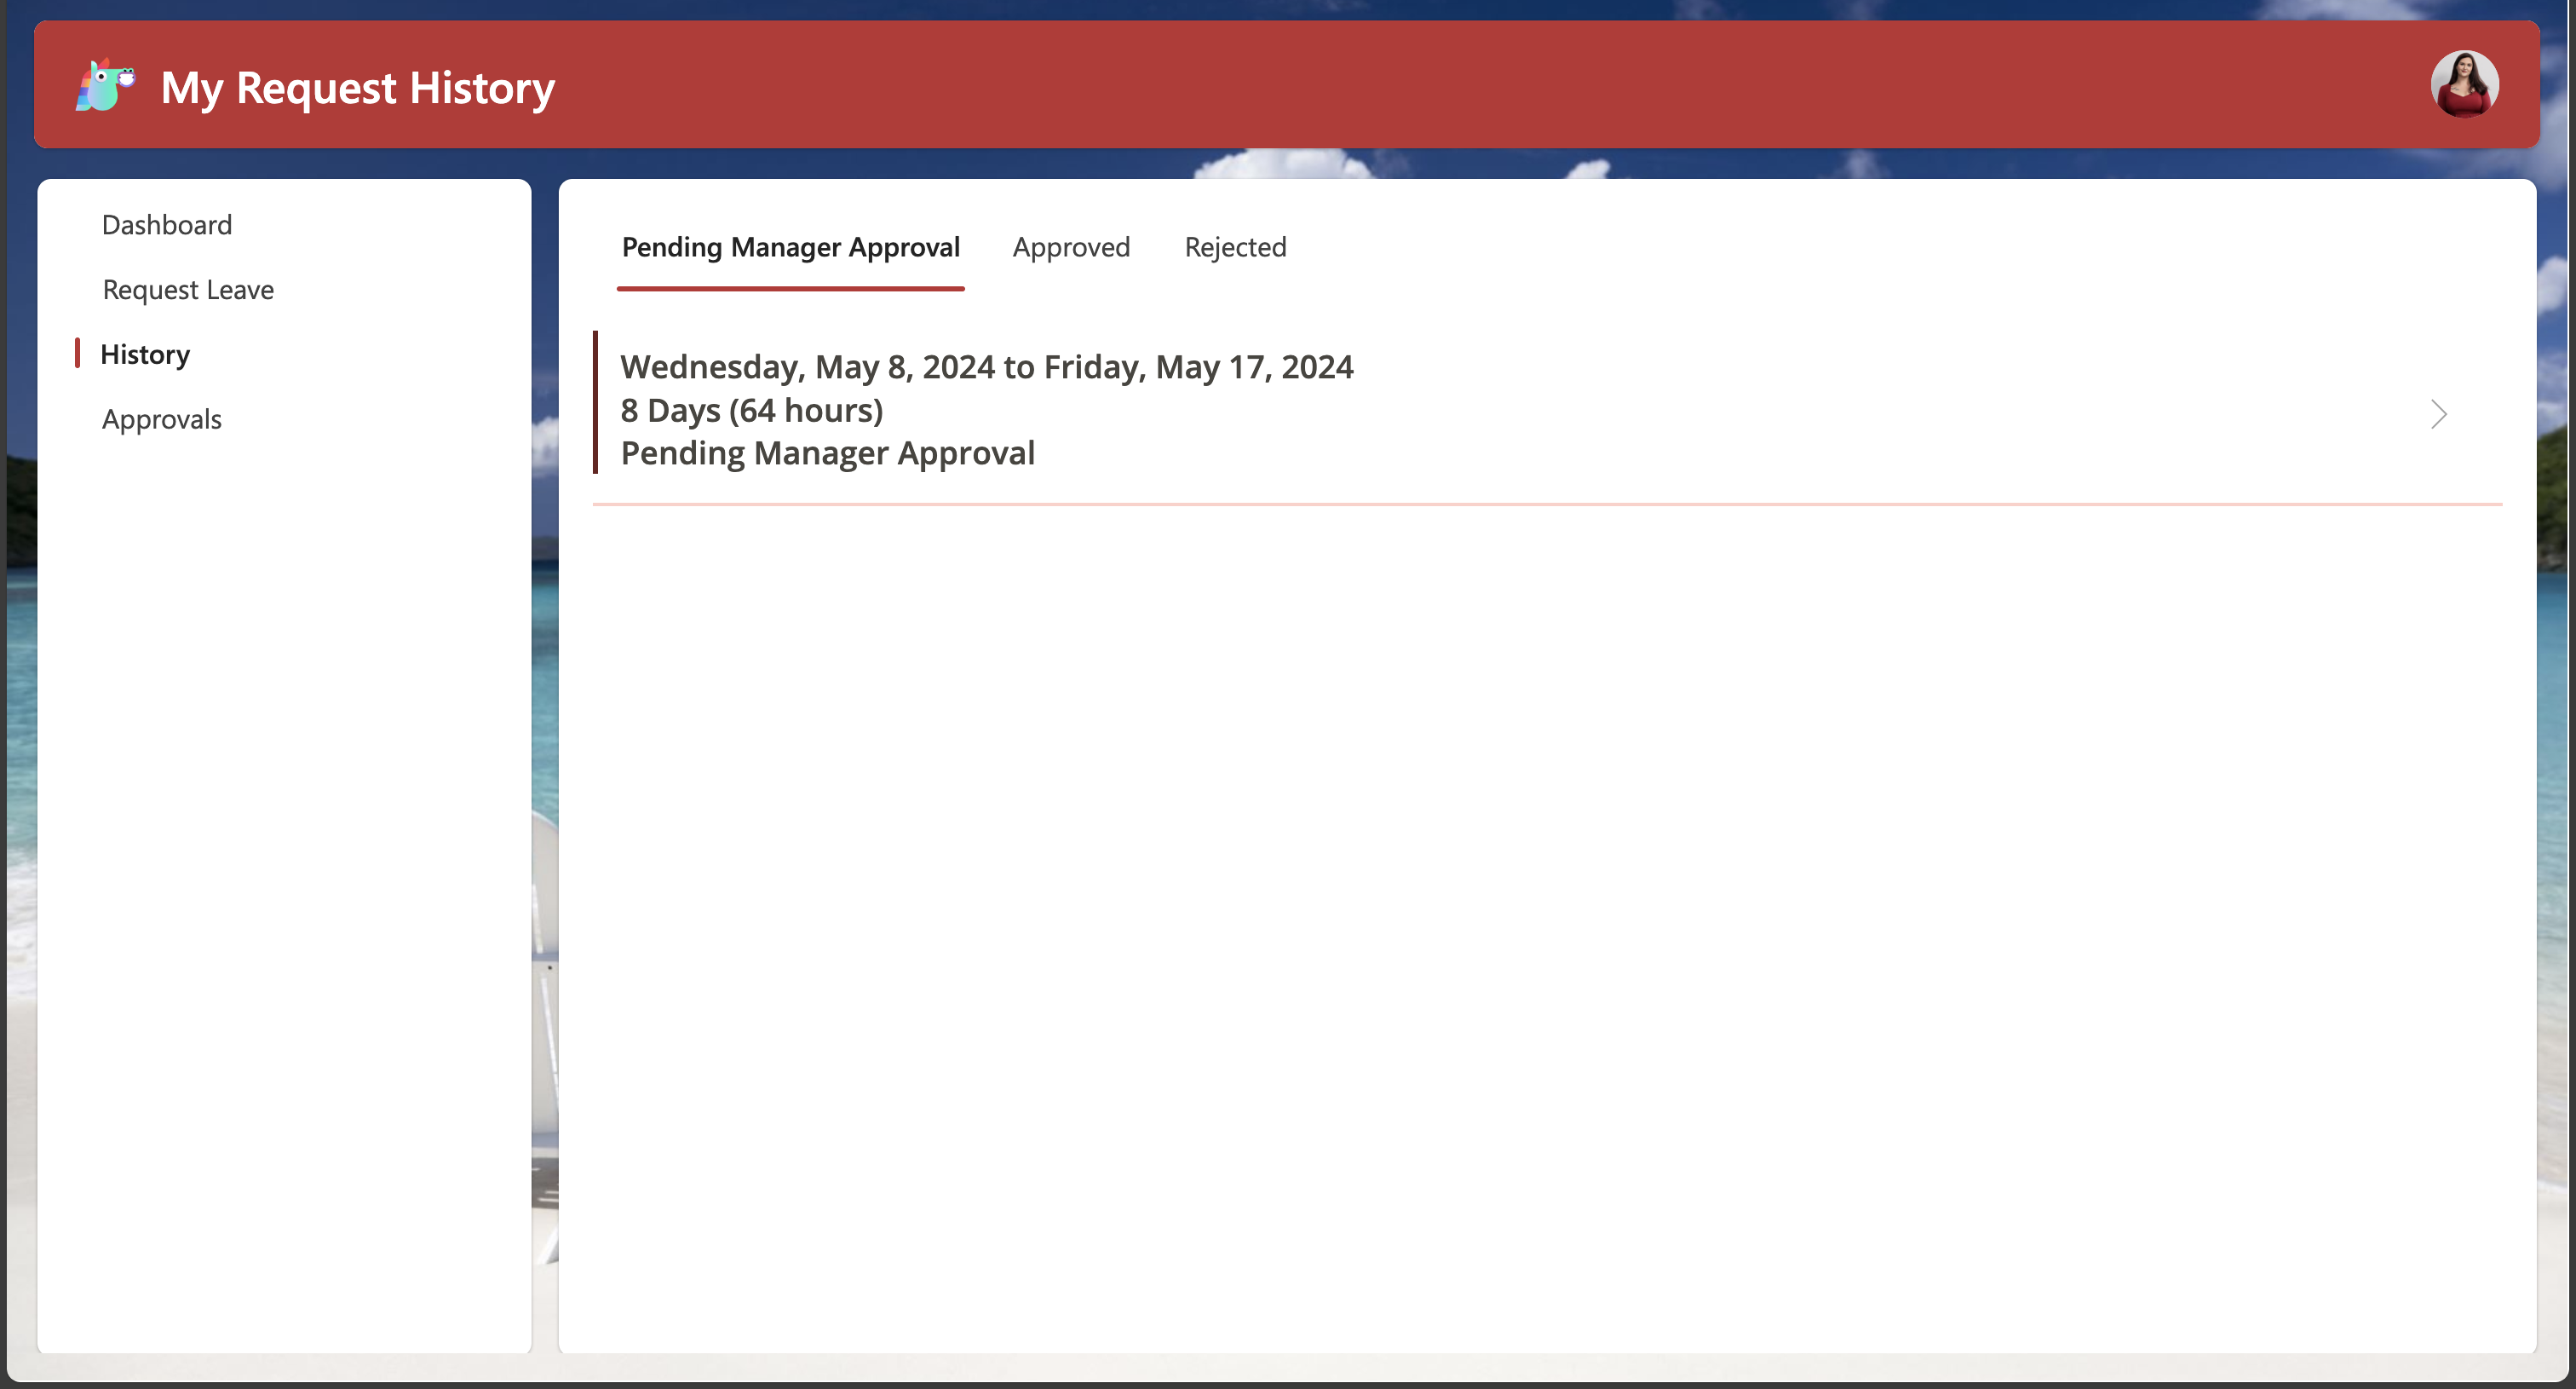 My Request History
Dashboard
Request Leave
History
Approvals
Pending Manager Approval
Approved
Rejected
Wednesday, May 8, 2024 to Friday, May 17, 2024
8 Days (64 hours)
Pending Manager Approval